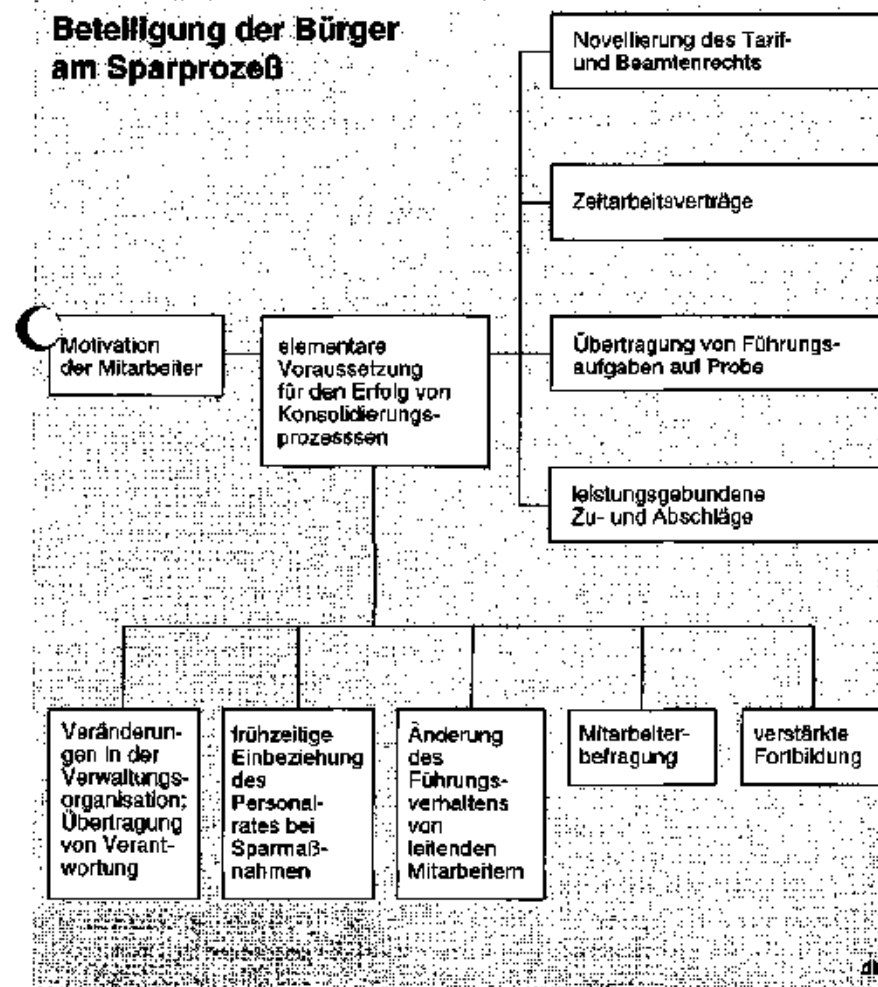 Beteiligung der Bürger
am Sparprozeß
Novellierung des Tarif-
und Beamtenrechts
Zeitarbeitsverträge
Motivation
der Mitarbeiter
elementare
Voraussetzung
für den Erfolg von
Konsolidierungs-
prozesssen
Übertragung von Führungs-
aufgaben auf Probe
leistungsgebundene
Zu- und Abschläge
Veränderun-
gen in der
Verwaltungs-
organisation;
Übertragung
von Verant-
wortung
frühzeitige
Einbeziehung
des
Personal-
rates bei
Sparmaß-
nahmen
Änderung
des
Führungs-
verhaltens
von
leitenden
Mitarbeitern
Mitarbeiter-
befragung
verstärkte
Fortbildung